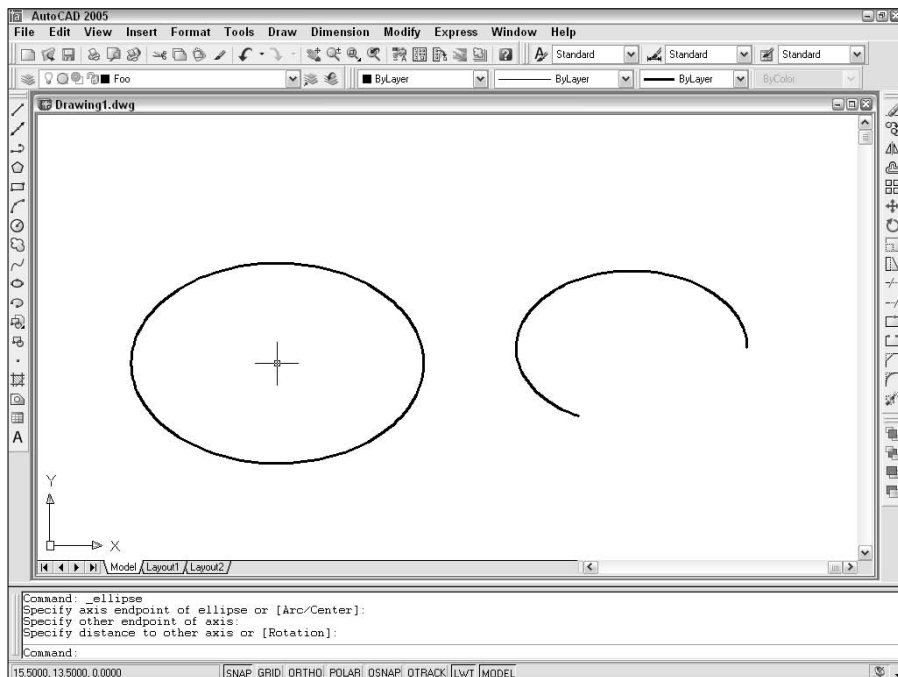 AutoCAD 2005
File Edit View Insert Format Tools Draw Dimension Modify Express Window Help
Standard Standard Standard
Foo ByLayer ByLayer ByLayer ByColor
Drawing1.dwg
A
Y
X
Model Layout1 Layout2
Command: _ellipse
Specify axis endpoint of ellipse or [Arc/Center]:
Specify other endpoint of axis:
Specify distance to other axis or [Rotation]:
Command:
15.5000, 13.5000, 0.0000 SNAP GRID ORTHO POLAR OSNAP OTRACK LWT MODEL